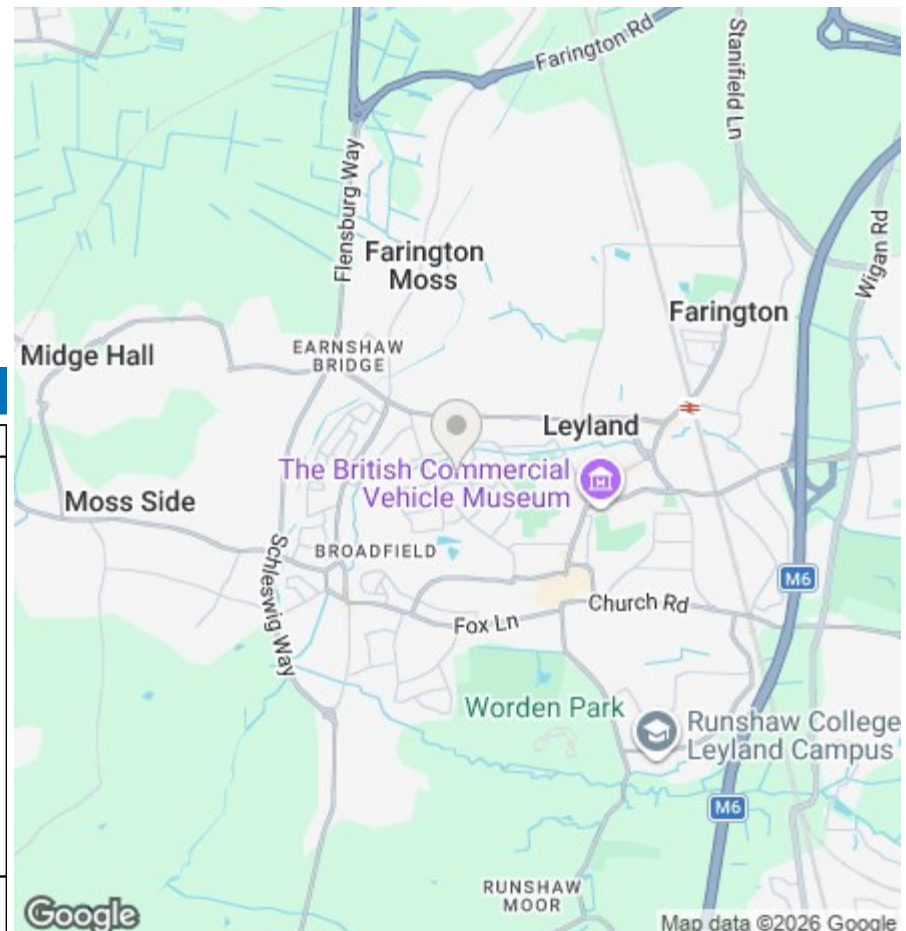 Farington Rd
Stanifield Ln
Flensburg Way
Wigan Rd
Farington
Moss
Farington
EARNSHAW
BRIDGE
Midge Hall
Leyland
The British Commercial
Vehicle Museum
Moss Side
BROADFIELD
M6
Schleswig Way
Church Rd
Fox Ln
Worden Park
Runshaw College
Leyland Campus
M6
RUNSHAW
MOOR
Google
Map data ©2026 Google